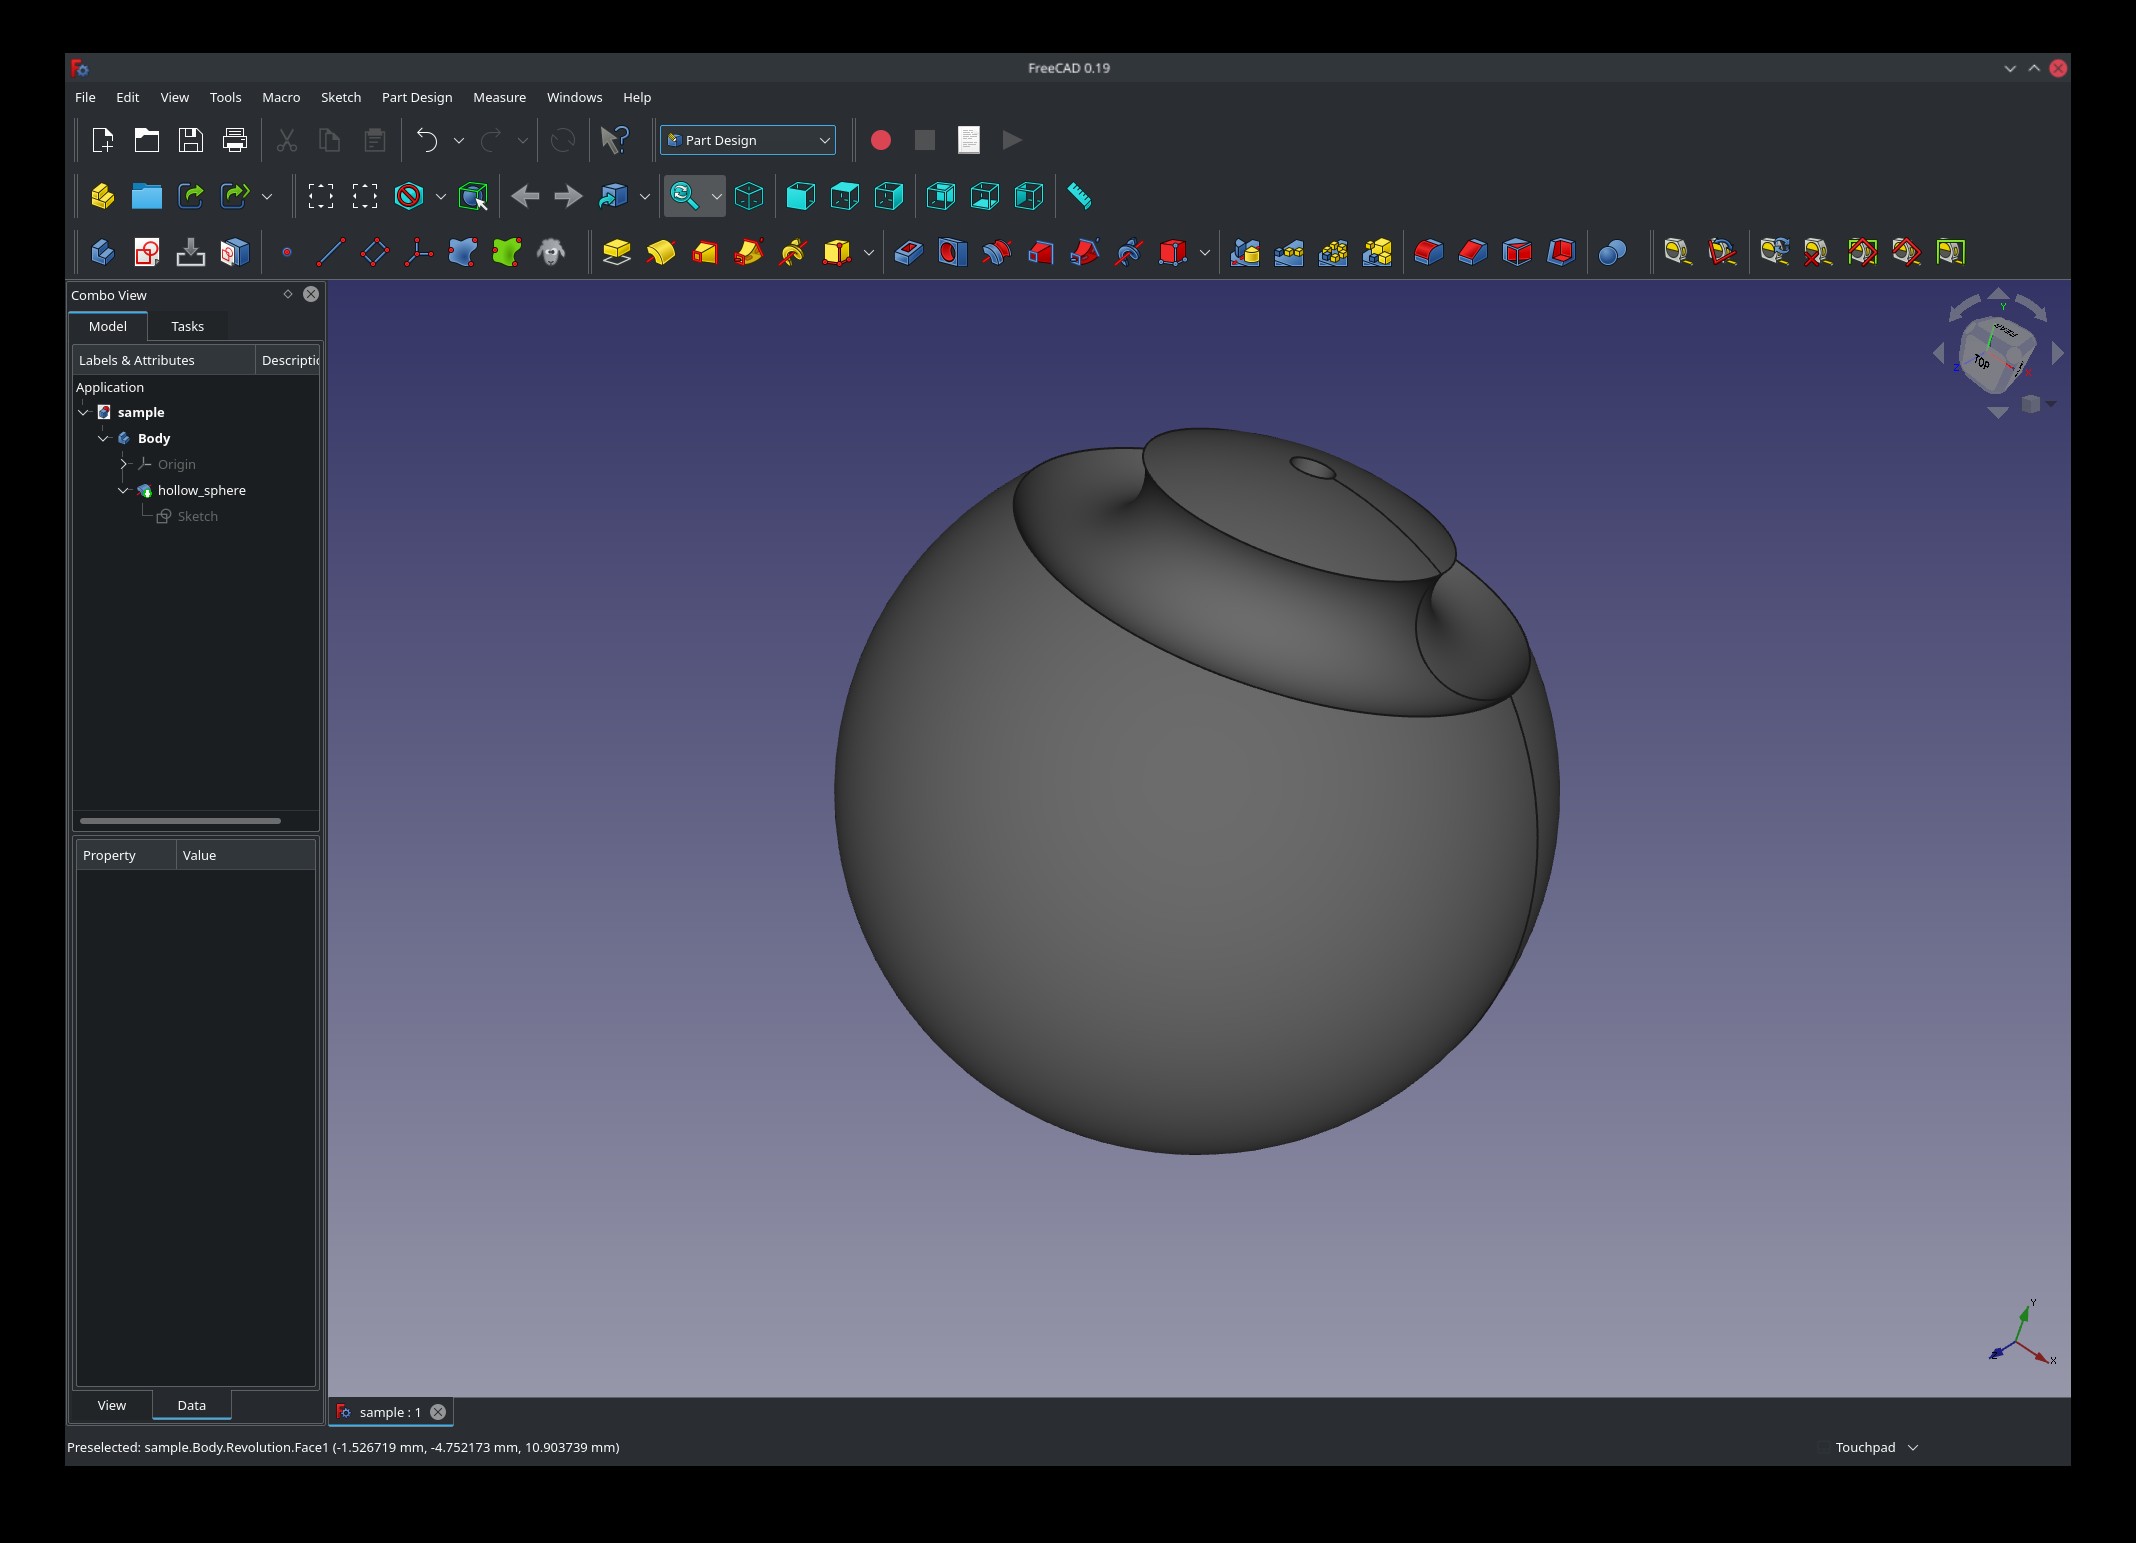 FreeCAD 0.19
File Edit View Tools Macro Sketch Part Design Measure Windows Help
Part Design
Combo View
Model Tasks
Labels & Attributes Descripti
Application
sample
Body
Origin
hollow_sphere
Sketch
Property Value
View Data
sample : 1
Y
REAR
TOP
Z
X
Y
Z
X
Preselected: sample.Body.Revolution.Face1 (-1.526719 mm, -4.752173 mm, 10.903739 mm)
Touchpad